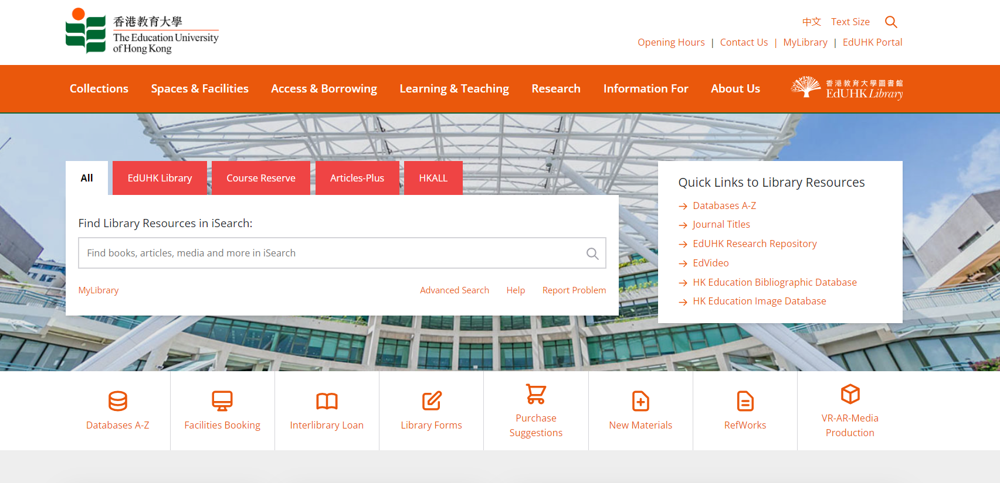 香港教育大學
The Education University
of Hong Kong
中文 Text Size
Opening Hours | Contact Us | MyLibrary | EdUHK Portal
Collections Spaces & Facilities Access & Borrowing Learning & Teaching Research Information For About Us
香港教育大學圖書館
EdUHK Library
All EdUHK Library Course Reserve Articles-Plus HKALL
Find Library Resources in iSearch:
Find books, articles, media and more in iSearch
MyLibrary Advanced Search Help Report Problem
Quick Links to Library Resources
Databases A-Z
Journal Titles
EdUHK Research Repository
EdVideo
HK Education Bibliographic Database
HK Education Image Database
Databases A-Z
Facilities Booking
Interlibrary Loan
Library Forms
Purchase
Suggestions
New Materials
RefWorks
VR-AR-Media
Production